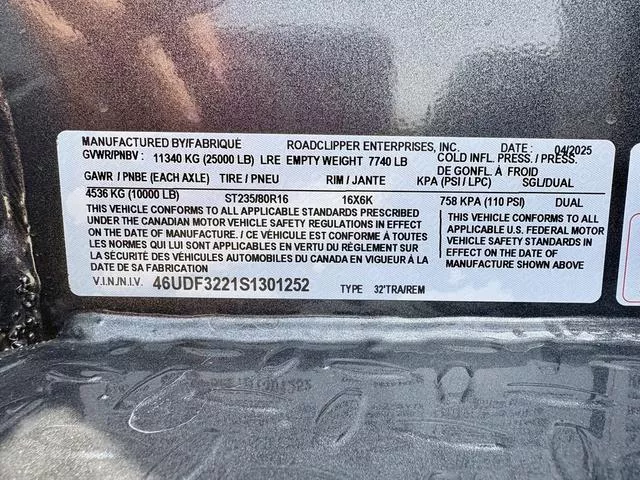 MANUFACTURED BY/FABRIQUÉ ROADCLIPPER ENTERPRISES, INC. DATE : 04/2025
GVWR/PNBV : 11340 KG (25000 LB) LRE EMPTY WEIGHT 7740 LB COLD INFL. PRESS. / PRESS.
DE GONFL. À FROID
GAWR / PNBE (EACH AXLE) TIRE / PNEU RIM / JANTE KPA (PSI / LPC) SGL/DUAL
4536 KG (10000 LB) ST235/80R16 16X6K 758 KPA (110 PSI) DUAL
THIS VEHICLE CONFORMS TO ALL APPLICABLE STANDARDS PRESCRIBED
UNDER THE CANADIAN MOTOR VEHICLE SAFETY REGULATIONS IN EFFECT
ON THE DATE OF MANUFACTURE / CE VÉHICULE EST CONFORME À TOUTES
LES NORMES QUI LUI SONT APPLICABLES EN VERTU DU RÈGLEMENT SUR
LA SÉCURITÉ DES VÉHICULES AUTOMOBILES DU CANADA EN VIGUEUR À LA
DATE DE SA FABRICATION
THIS VEHICLE CONFORMS TO ALL
APPLICABLE U.S. FEDERAL MOTOR
VEHICLE SAFETY STANDARDS IN
EFFECT ON THE DATE OF
MANUFACTURE SHOWN ABOVE
V.I.N./N.I.V. 46UDF3221S1301252 TYPE 32'TRA/REM